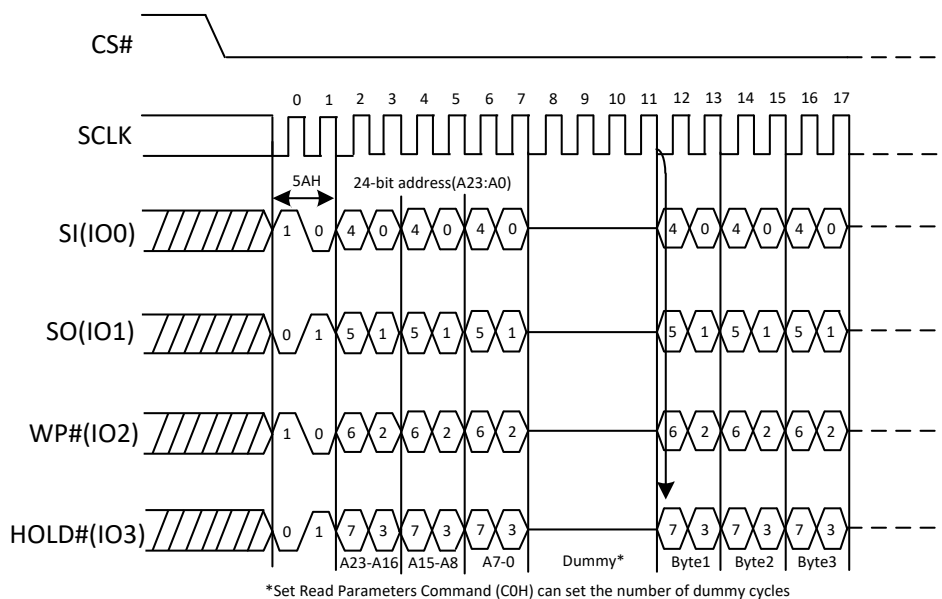 CS#
0 1 2 3 4 5 6 7 8 9 10 11 12 13 14 15 16 17
SCLK
5AH 24-bit address(A23:A0)
SI(IO0) 1 0 4 0 4 0 4 0 4 0 4 0 4 0
SO(IO1) 0 1 5 1 5 1 5 1 5 1 5 1 5 1
WP#(IO2) 1 0 6 2 6 2 6 2 6 2 6 2 6 2
HOLD#(IO3) 0 1 7 3 7 3 7 3 7 3 7 3 7 3
A23-A16 A15-A8 A7-0 Dummy* Byte1 Byte2 Byte3
*Set Read Parameters Command (C0H) can set the number of dummy cycles